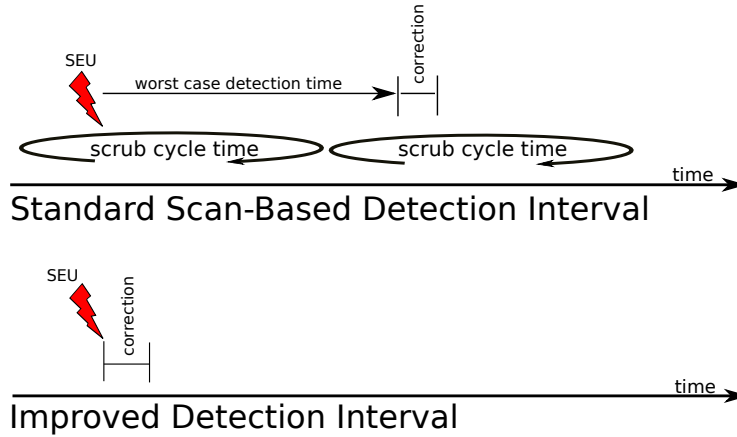 SEU
correction
worst case detection time
scrub cycle time
scrub cycle time
time
Standard Scan-Based Detection Interval
SEU
correction
time
Improved Detection Interval